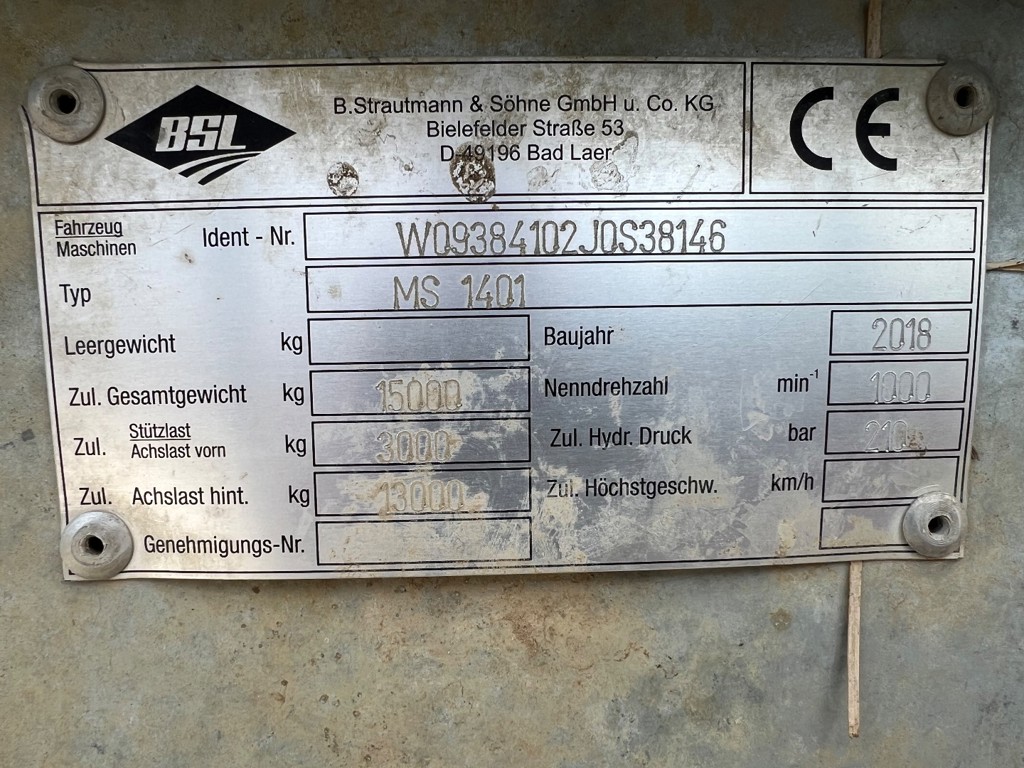 BSL
B.Strautmann & Söhne GmbH u. Co. KG
Bielefelder Straße 53
D-49196 Bad Laer
CE
Fahrzeug
Maschinen
Ident - Nr. W09384102J0S38146
Typ MS 1401
Leergewicht kg
Baujahr 2018
Zul. Gesamtgewicht kg 15000
Nenndrehzahl min-1 1000
Zul. Stützlast
Achslast vorn kg 3000
Zul. Hydr. Druck bar 210
Zul. Achslast hint. kg 13000
Zul. Höchstgeschw. km/h
Genehmigungs-Nr.